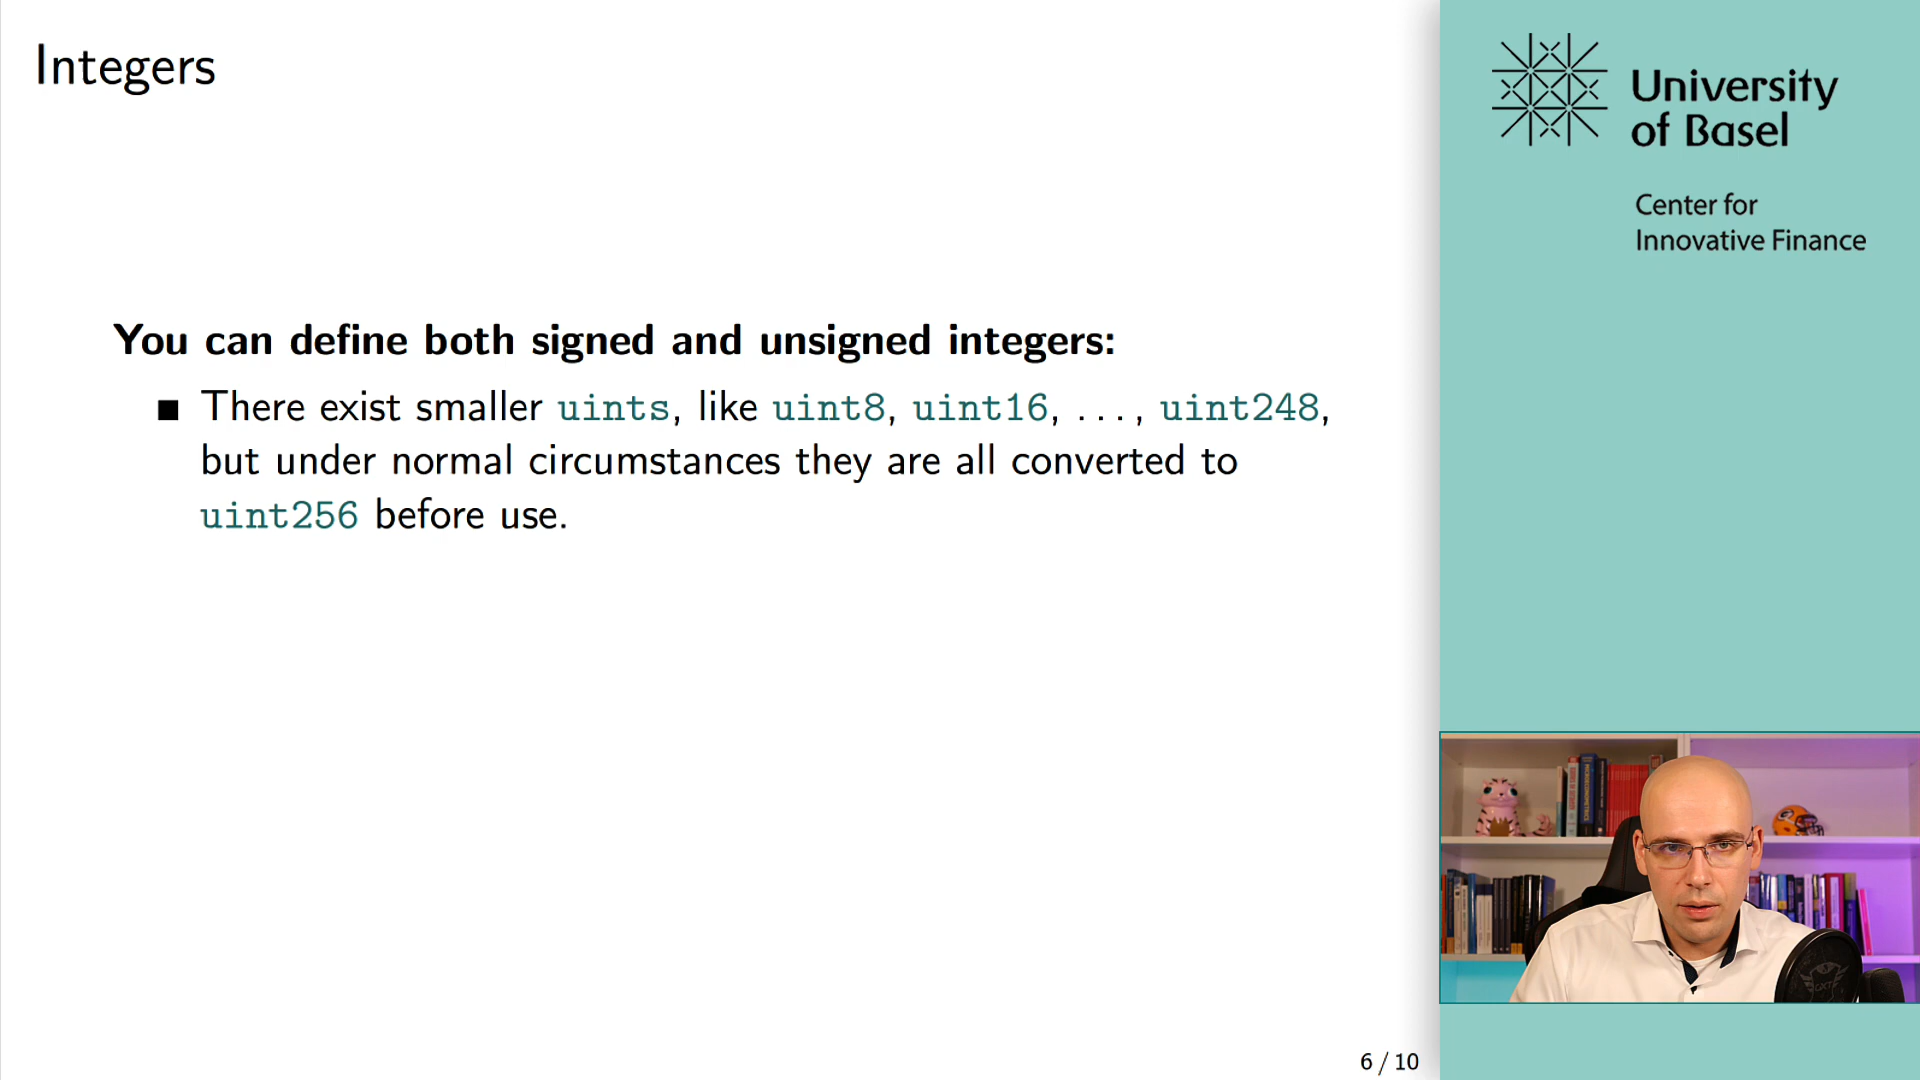 Integers
You can define both signed and unsigned integers:
■ There exist smaller uints, like uint8, uint16, ..., uint248,
but under normal circumstances they are all converted to
uint256 before use.
6 / 10
University
of Basel
Center for
Innovative Finance